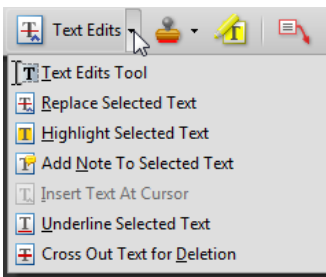 Text Edits
Text Edits Tool
Replace Selected Text
Highlight Selected Text
Add Note To Selected Text
Insert Text At Cursor
Underline Selected Text
Cross Out Text for Deletion